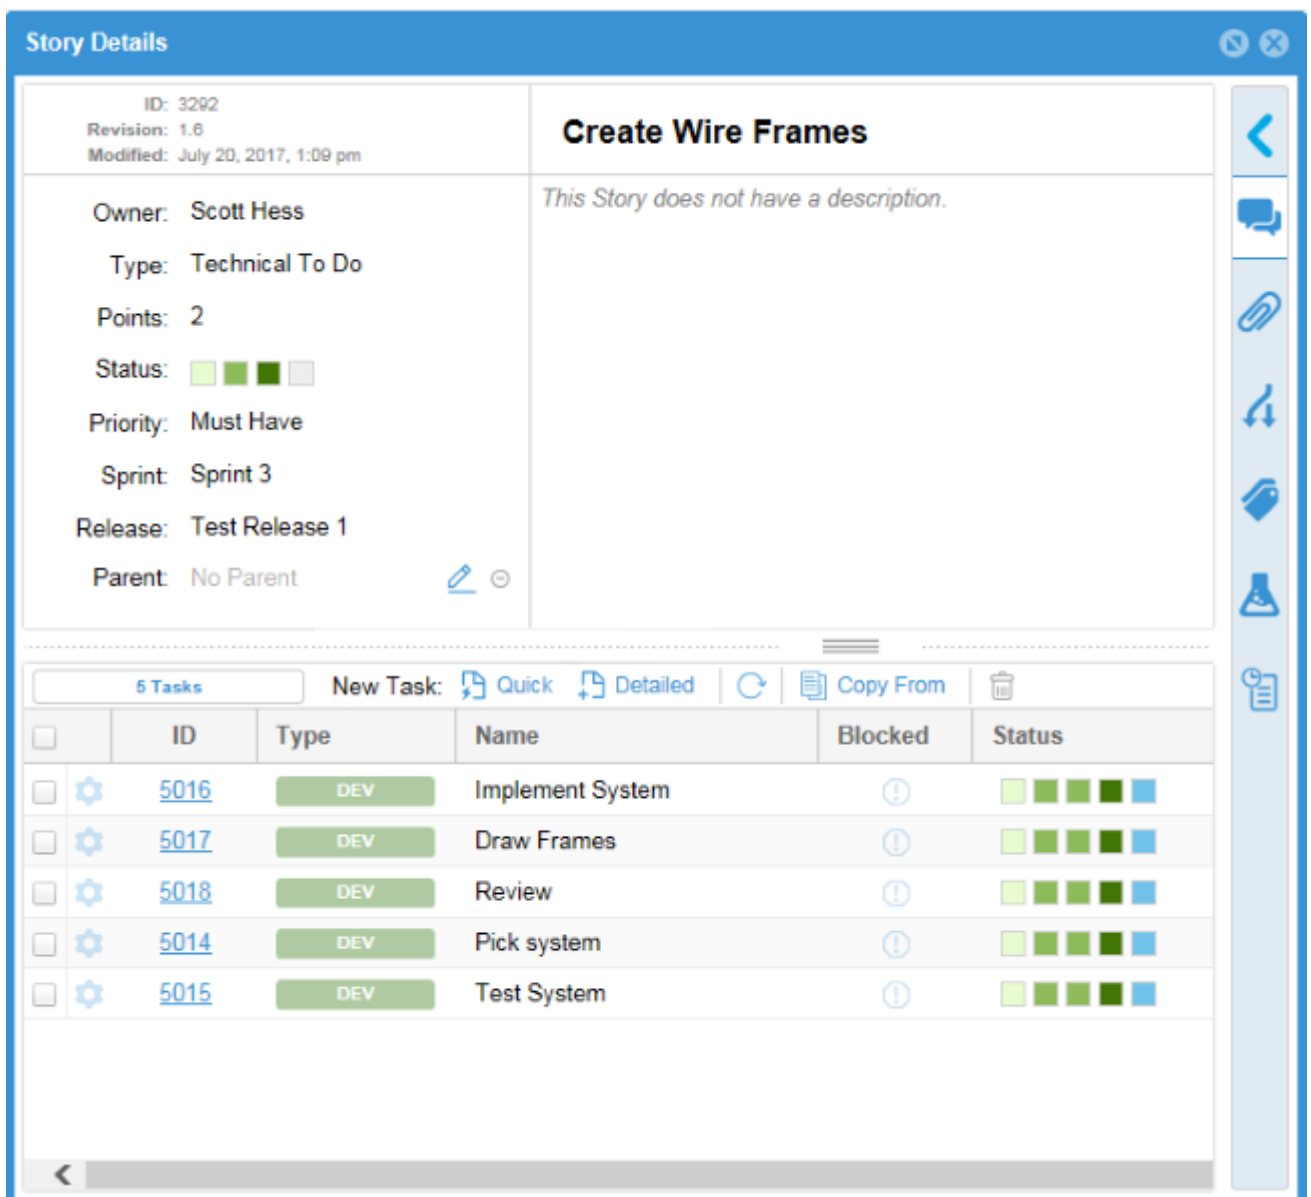 Story Details
ID: 3292
Revision: 1.6
Modified: July 20, 2017, 1:09 pm
Create Wire Frames
Owner: Scott Hess
Type: Technical To Do
Points: 2
Status:
Priority: Must Have
Sprint: Sprint 3
Release: Test Release 1
Parent: No Parent
This Story does not have a description.
5 Tasks New Task: Quick Detailed Copy From
ID Type Name Blocked Status
5016 DEV Implement System
5017 DEV Draw Frames
5018 DEV Review
5014 DEV Pick system
5015 DEV Test System